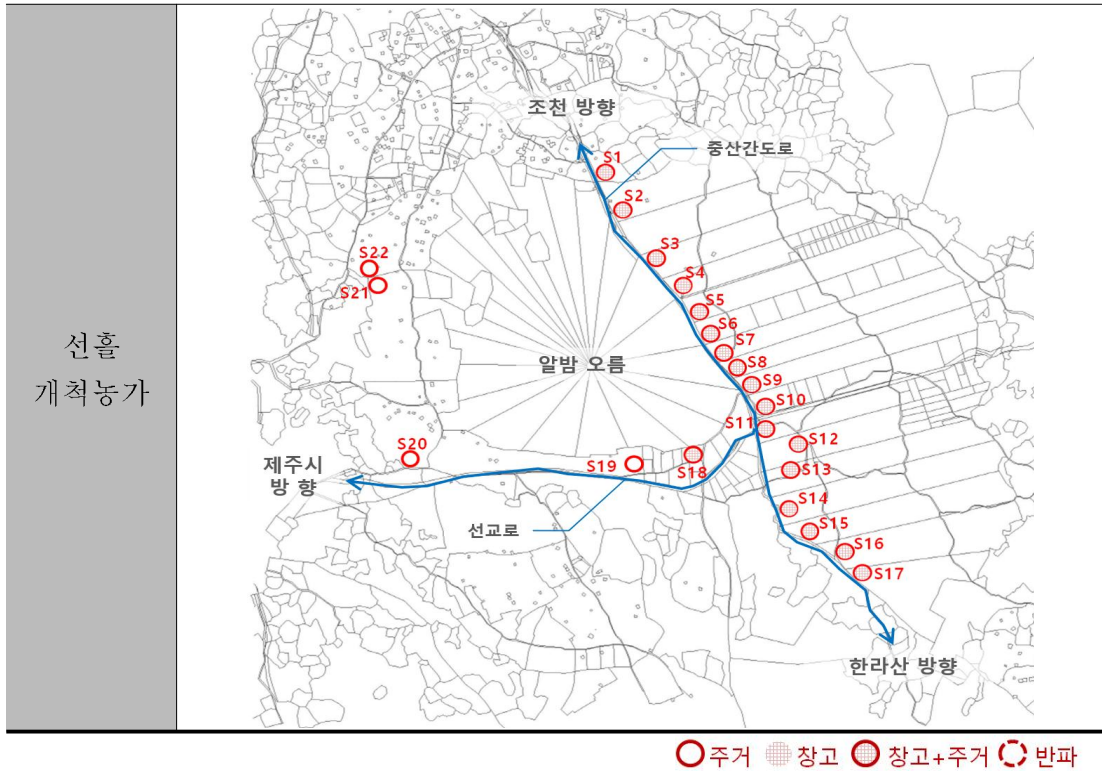 선흘
개척농가
조천 방향
중산간도로
S1
S2
S3
S4
S5
S6
S7
S8
S9
S10
S11
S12
S13
S14
S15
S16
S17
S18
S19
S20
S21
S22
알밤 오름
제주시
방 향
선교로
한라산 방향
주거 창고 창고+주거 반파